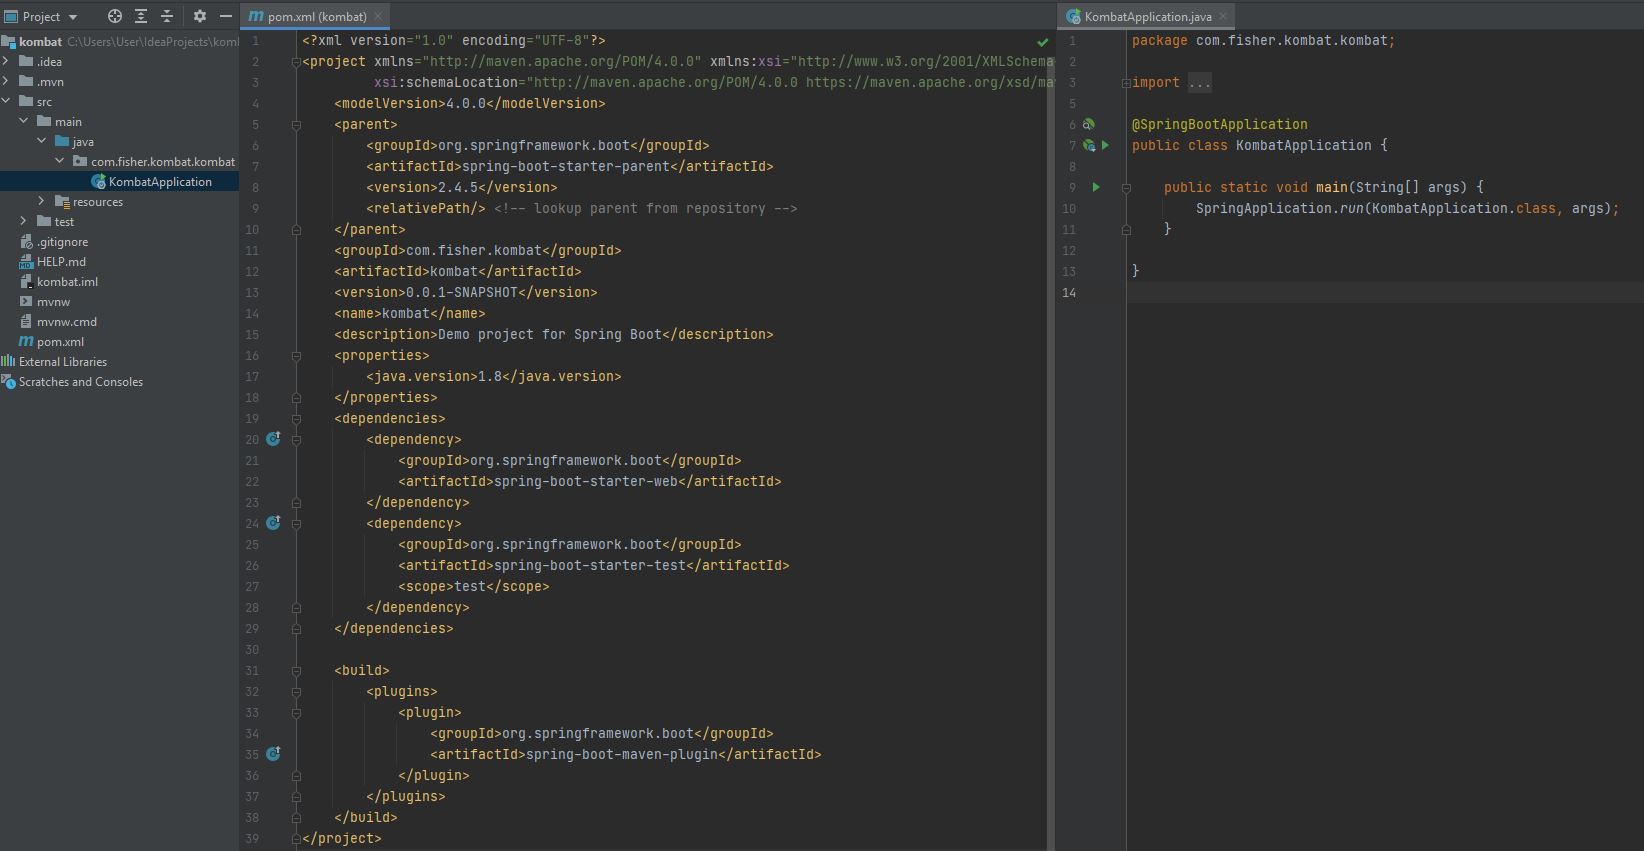 Project
kombat C:\Users\User\IdeaProjects\kom
.idea
.mvn
src
main
java
com.fisher.kombat.kombat
KombatApplication
resources
test
.gitignore
HELP.md
kombat.iml
mvnw
mvnw.cmd
pom.xml
External Libraries
Scratches and Consoles
pom.xml (kombat)
1 <?xml version="1.0" encoding="UTF-8"?>
2 <project xmlns="http://maven.apache.org/POM/4.0.0" xmlns:xsi="http://www.w3.org/2001/XMLSchema
3 xsi:schemaLocation="http://maven.apache.org/POM/4.0.0 https://maven.apache.org/xsd/ma
4 <modelVersion>4.0.0</modelVersion>
5 <parent>
6 <groupId>org.springframework.boot</groupId>
7 <artifactId>spring-boot-starter-parent</artifactId>
8 <version>2.4.5</version>
9 <relativePath/> <!-- lookup parent from repository -->
10 </parent>
11 <groupId>com.fisher.kombat</groupId>
12 <artifactId>kombat</artifactId>
13 <version>0.0.1-SNAPSHOT</version>
14 <name>kombat</name>
15 <description>Demo project for Spring Boot</description>
16 <properties>
17 <java.version>1.8</java.version>
18 </properties>
19 <dependencies>
20 <dependency>
21 <groupId>org.springframework.boot</groupId>
22 <artifactId>spring-boot-starter-web</artifactId>
23 </dependency>
24 <dependency>
25 <groupId>org.springframework.boot</groupId>
26 <artifactId>spring-boot-starter-test</artifactId>
27 <scope>test</scope>
28 </dependency>
29 </dependencies>
30
31 <build>
32 <plugins>
33 <plugin>
34 <groupId>org.springframework.boot</groupId>
35 <artifactId>spring-boot-maven-plugin</artifactId>
36 </plugin>
37 </plugins>
38 </build>
39 </project>
KombatApplication.java
1 package com.fisher.kombat.kombat;
2
3 import ...
5
6 @SpringBootApplication
7 public class KombatApplication {
8
9 public static void main(String[] args) {
10 SpringApplication.run(KombatApplication.class, args);
11 }
12
13 }
14